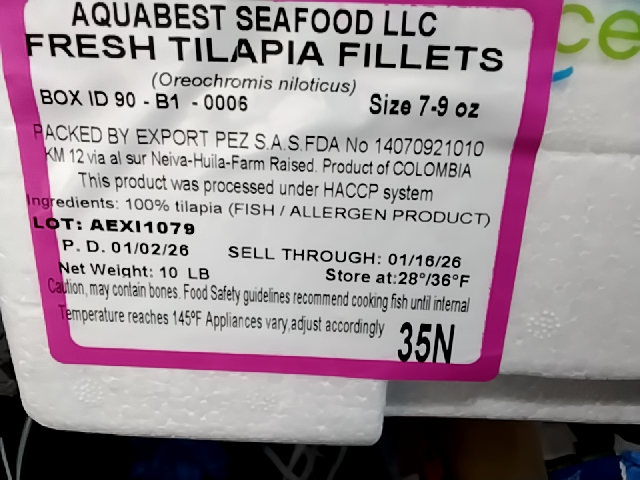 AQUABEST SEAFOOD LLC
FRESH TILAPIA FILLETS
(Oreochromis niloticus)
BOX ID 90 - B1 - 0006 Size 7-9 oz
PACKED BY EXPORT PEZ S.A.S.FDA No 14070921010
KM 12 via al sur Neiva-Huila-Farm Raised. Product of COLOMBIA
This product was processed under HACCP system
Ingredients: 100% tilapia (FISH / ALLERGEN PRODUCT)
LOT: AEXI1079
P. D. 01/02/26 SELL THROUGH: 01/16/26
Net Weight: 10 LB Store at:28°/36°F
Caution, may contain bones. Food Safety guidelines recommend cooking fish until internal
Temperature reaches 145ºF Appliances vary,adjust accordingly
35N